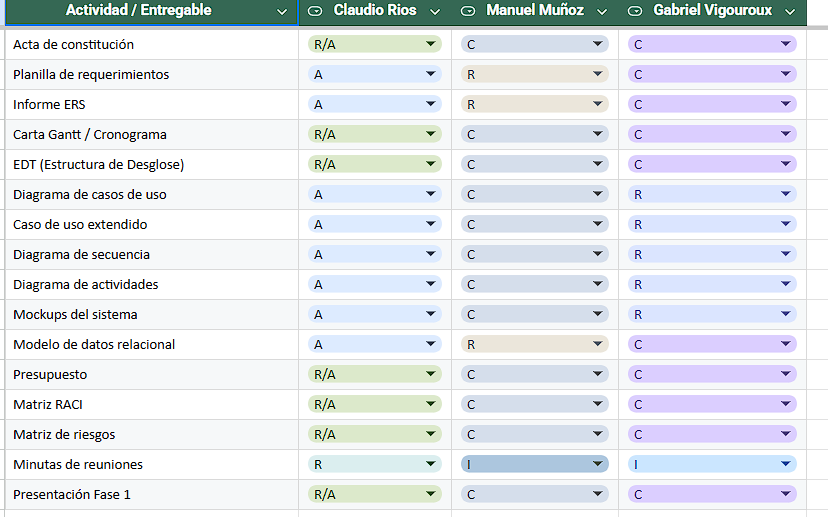 Actividad / Entregable Claudio Rios Manuel Muñoz Gabriel Vigouroux
Acta de constitución R/A C C
Planilla de requerimientos A R C
Informe ERS A R C
Carta Gantt / Cronograma R/A C C
EDT (Estructura de Desglose) R/A C C
Diagrama de casos de uso A C R
Caso de uso extendido A C R
Diagrama de secuencia A C R
Diagrama de actividades A C R
Mockups del sistema A C R
Modelo de datos relacional A R C
Presupuesto R/A C C
Matriz RACI R/A C C
Matriz de riesgos R/A C C
Minutas de reuniones R I I
Presentación Fase 1 R/A C C